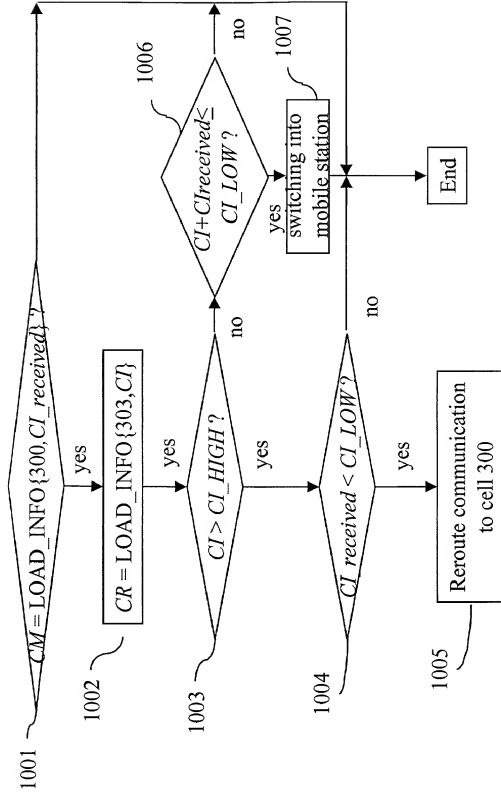 1001
CM = LOAD_INFO{300,CI_received} ?
yes
1002
CR = LOAD_INFO{303,CI}
yes
1003
CI > CI_HIGH ?
no
1006
CI+CIreceived≤
CI_LOW ?
no
yes
1007
switching into
mobile station
yes
1004
CI_received < CI_LOW ?
no
yes
1005
Reroute communication
to cell 300
End